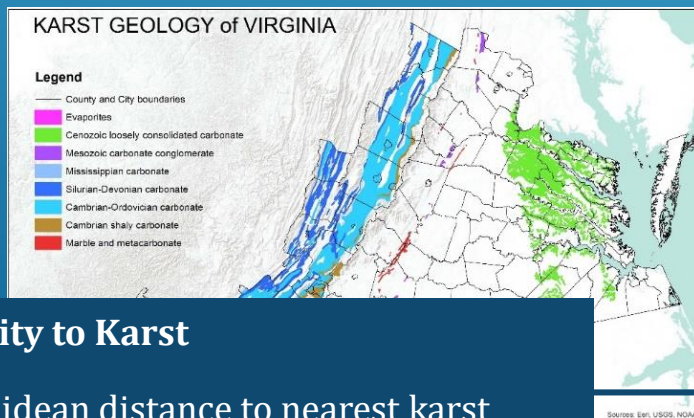 KARST GEOLOGY of VIRGINIA
Legend
County and City boundaries
Evaporites
Cenozoic loosely consolidated carbonate
Mesozoic carbonate conglomerate
Mississippian carbonate
Silurian-Devonian carbonate
Cambrian-Ordovician carbonate
Cambrian shaly carbonate
Marble and metacarbonate
ity to Karst
idean distance to nearest karst
Sources: Esri, USGS, NOAA